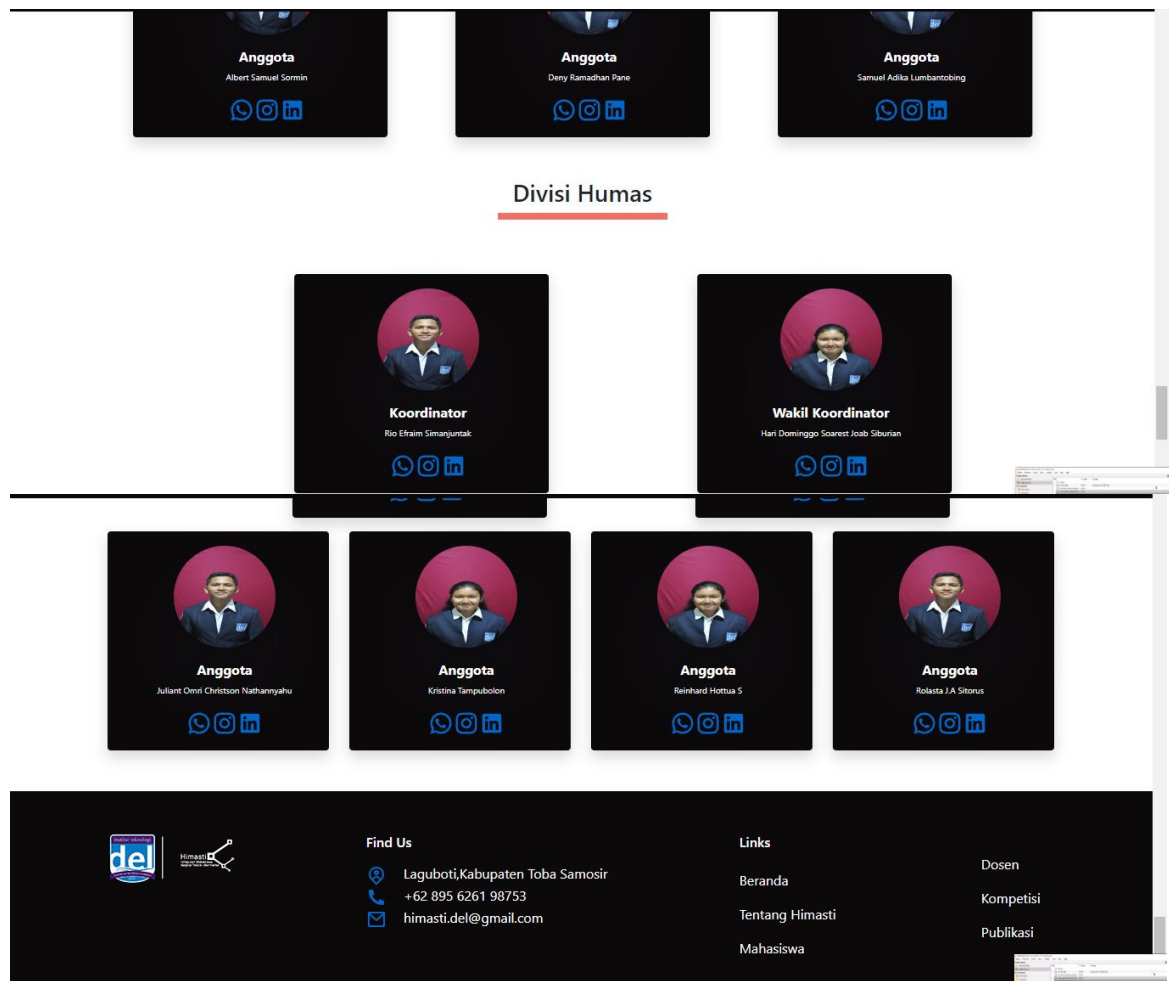 Anggota
Albert Samuel Sormin
Anggota
Deny Ramadhan Pane
Anggota
Samuel Adika Lumbantobing
Divisi Humas
Koordinator
Rio Efraim Simanjuntak
Wakil Koordinator
Hari Dominggo Soarest Joab Siburian
Anggota
Juliant Omri Christson Nathannyahu
Anggota
Kristina Tampubolon
Anggota
Reinhard Hottua S
Anggota
Rolasta J.A Sitorus
Institut Teknologi
del
Himasti
Find Us
Laguboti,Kabupaten Toba Samosir
+62 895 6261 98753
himasti.del@gmail.com
Links
Beranda
Tentang Himasti
Mahasiswa
Dosen
Kompetisi
Publikasi